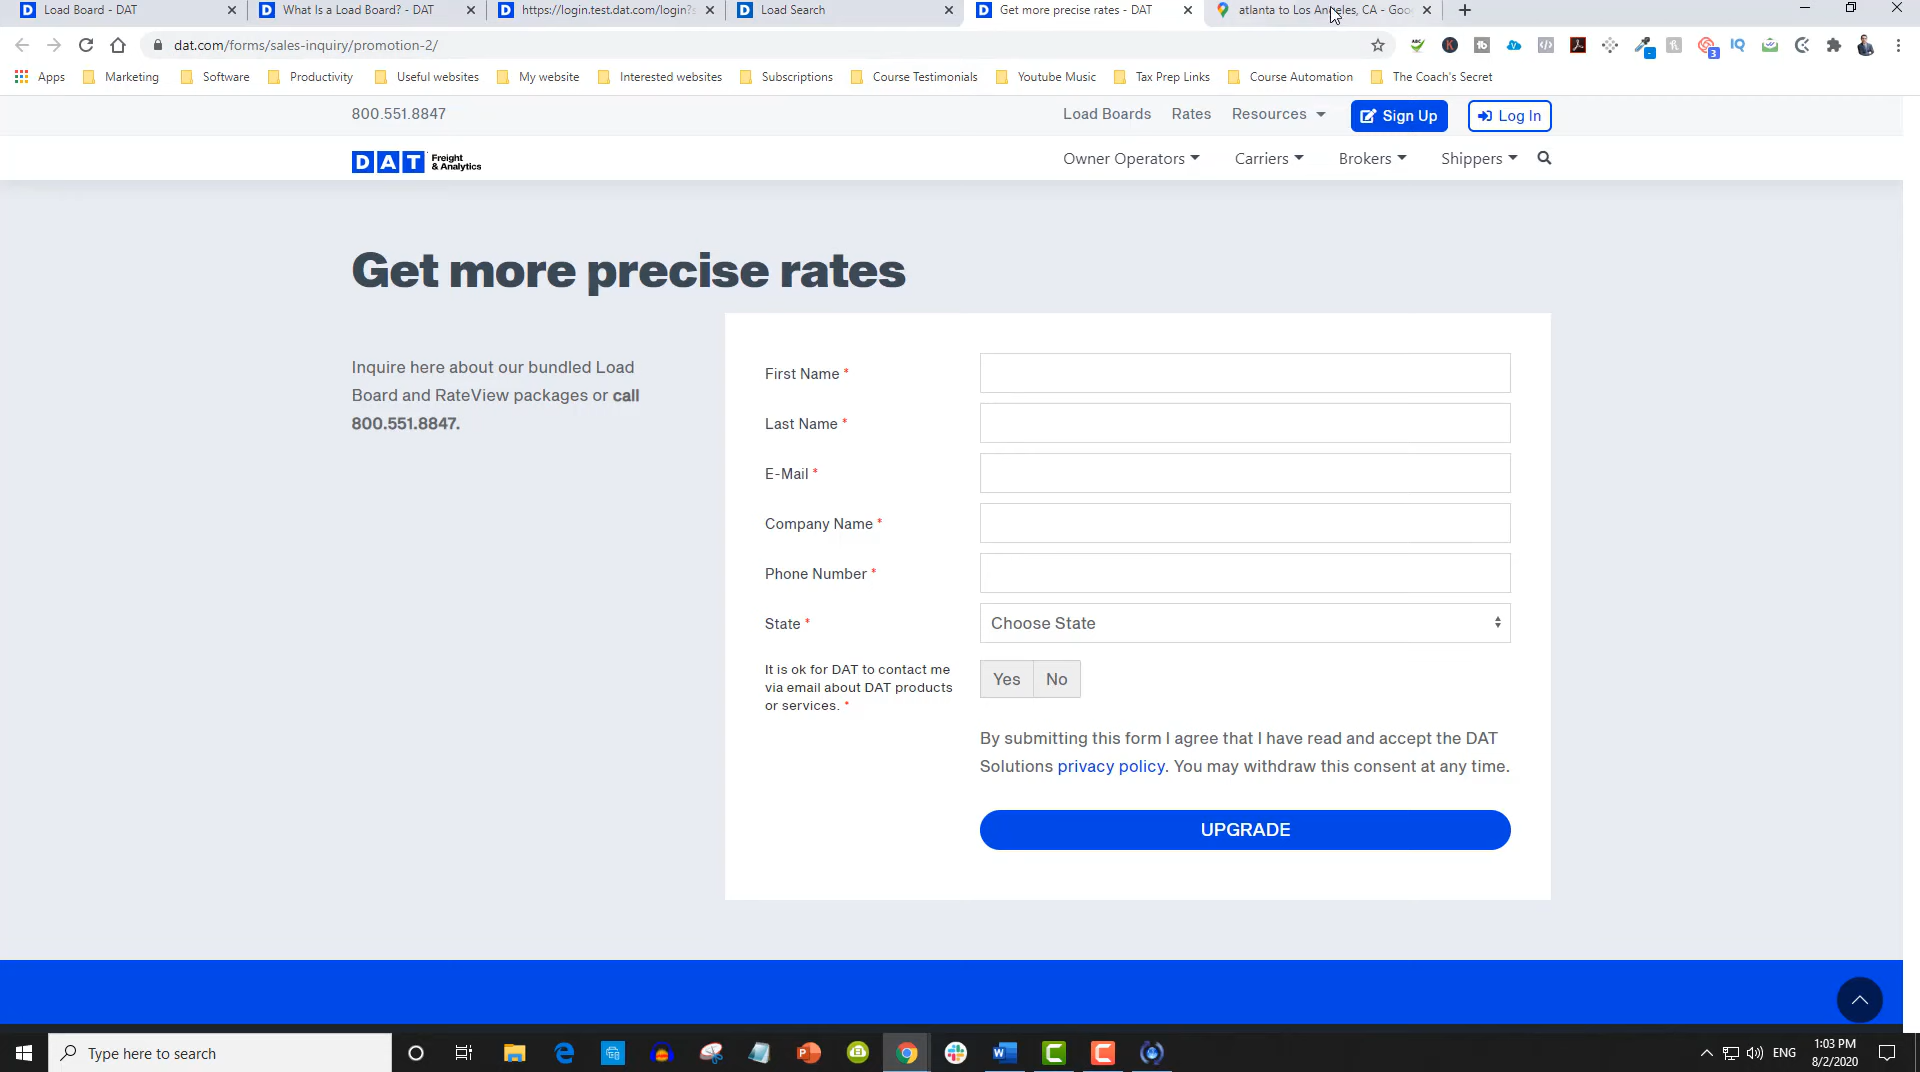 Load Board - DAT
What Is a Load Board? - DAT
https://login.test.dat.com/login?s
Load Search
Get more precise rates - DAT
atlanta to Los Angeles, CA - Goo
dat.com/forms/sales-inquiry/promotion-2/
Apps
Marketing
Software
Productivity
Useful websites
My website
Interested websites
Subscriptions
Course Testimonials
Youtube Music
Tax Prep Links
Course Automation
The Coach's Secret
800.551.8847
Load Boards
Rates
Resources
Sign Up
Log In
DAT Freight & Analytics
Owner Operators
Carriers
Brokers
Shippers
Get more precise rates
Inquire here about our bundled Load
Board and RateView packages or call
800.551.8847.
First Name *
Last Name *
E-Mail *
Company Name *
Phone Number *
State *
Choose State
It is ok for DAT to contact me
via email about DAT products
or services. *
Yes
No
By submitting this form I agree that I have read and accept the DAT
Solutions privacy policy. You may withdraw this consent at any time.
UPGRADE
Type here to search
ENG
1:03 PM
8/2/2020